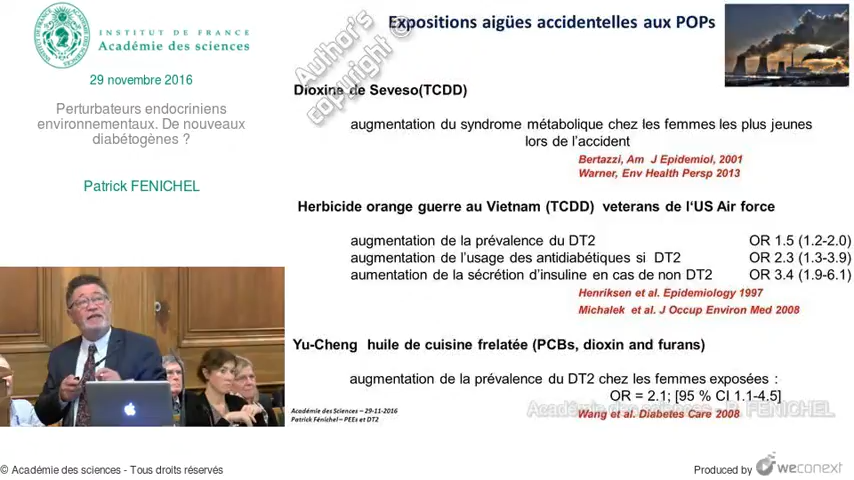 INSTITUT DE FRANCE
Académie des sciences
29 novembre 2016
Perturbateurs endocriniens
environnementaux. De nouveaux
diabétogènes ?
Patrick FENICHEL
Expositions aigües accidentelles aux POPs
Author's
copyright ©
Dioxine de Seveso(TCDD)
augmentation du syndrome métabolique chez les femmes les plus jeunes
lors de l'accident
Bertazzi, Am J Epidemiol, 2001
Warner, Env Health Persp 2013
Herbicide orange guerre au Vietnam (TCDD) veterans de l'US Air force
augmentation de la prévalence du DT2 OR 1.5 (1.2-2.0)
augmentation de l'usage des antidiabétiques si DT2 OR 2.3 (1.3-3.9)
aumentation de la sécrétion d'insuline en cas de non DT2 OR 3.4 (1.9-6.1)
Henriksen et al. Epidemiology 1997
Michalek et al. J Occup Environ Med 2008
Yu-Cheng huile de cuisine frelatée (PCBs, dioxin and furans)
augmentation de la prévalence du DT2 chez les femmes exposées :
OR = 2.1; [95 % CI 1.1-4.5]
Académie des sciences - P. FENICHEL
Wang et al. Diabetes Care 2008
Académie des Sciences – 29-11-2016
Patrick Fénichel – PEEs et DT2
© Académie des sciences - Tous droits réservés
Produced by weconext